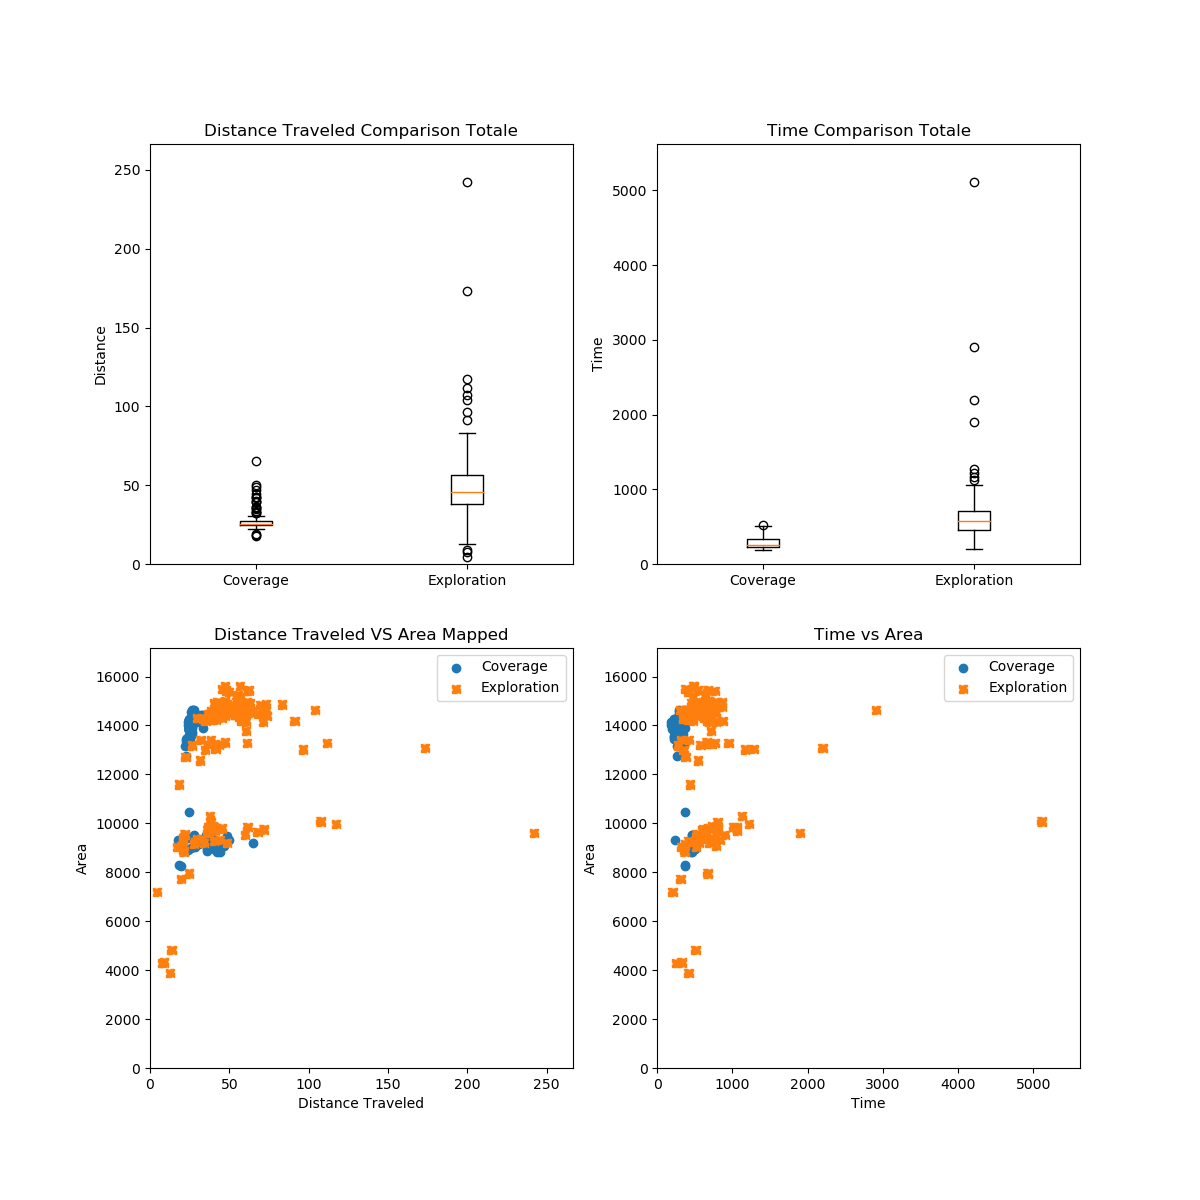 Distance Traveled Comparison Totale
250
200
150
100
50
0
Distance
Coverage
Exploration
Time Comparison Totale
5000
4000
3000
2000
1000
0
Time
Coverage
Exploration
Distance Traveled VS Area Mapped
Coverage
Exploration
16000
14000
12000
10000
8000
6000
4000
2000
0
Area
0
50
100
150
200
250
Distance Traveled
Time vs Area
Coverage
Exploration
16000
14000
12000
10000
8000
6000
4000
2000
0
Area
0
1000
2000
3000
4000
5000
Time